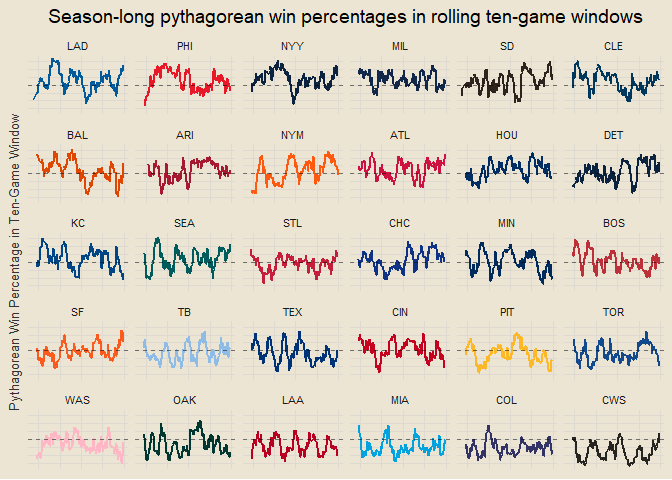 Season-long pythagorean win percentages in rolling ten-game windows
Pythagorean Win Percentage in Ten-Game Window
LAD PHI NYY MIL SD CLE
BAL ARI NYM ATL HOU DET
KC SEA STL CHC MIN BOS
SF TB TEX CIN PIT TOR
WAS OAK LAA MIA COL CWS